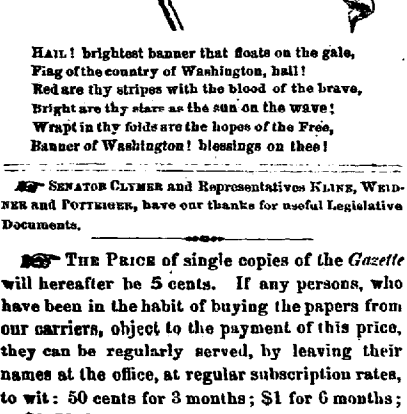 HAIL! brightest banner that floats on the gale,
Flag of the country of Washington, hail!
Red are thy stripes with the blood of the brave,
Bright are thy stars as the sun on the wave;
Wrapt in thy folds are the hopes of the Free,
Banner of Washington! blessings on thee!
☞ SENATOR CLYMER and Representatives KLINE, WEID-
NER and POTTEIGER, have our thanks for useful Legislative
Documents.
☞ THE PRICE of single copies of the Gazette
will hereafter be 5 cents. If any persons, who
have been in the habit of buying the papers from
our carriers, object to the payment of this price,
they can be regularly served, by leaving their
names at the office, at regular subscription rates,
to wit: 50 cents for 3 months; $1 for 6 months;